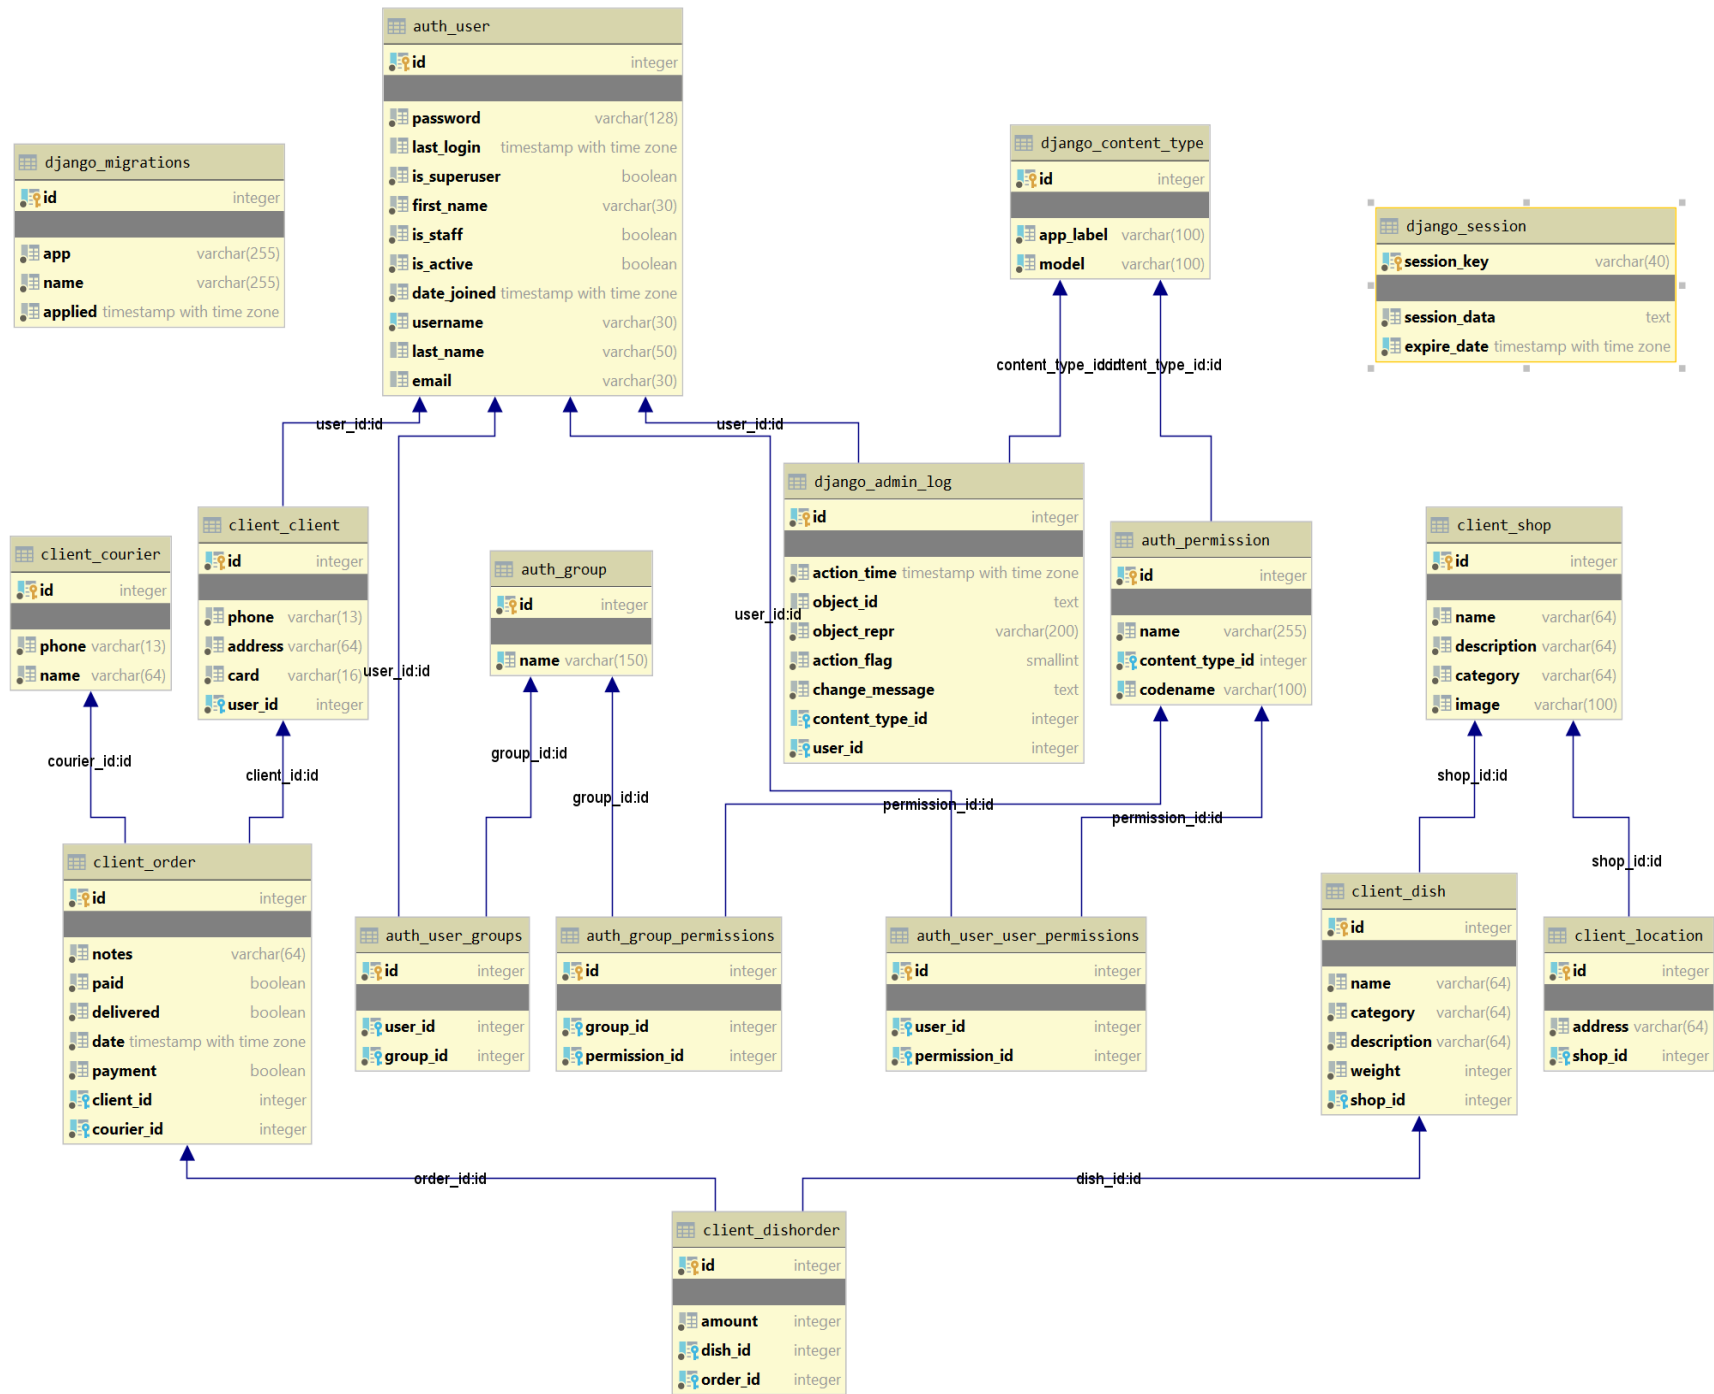 auth_user
id integer
password varchar(128)
last_login timestamp with time zone
is_superuser boolean
first_name varchar(30)
is_staff boolean
is_active boolean
date_joined timestamp with time zone
username varchar(30)
last_name varchar(50)
email varchar(30)
django_migrations
id integer
app varchar(255)
name varchar(255)
applied timestamp with time zone
django_content_type
id integer
app_label varchar(100)
model varchar(100)
django_session
session_key varchar(40)
session_data text
expire_date timestamp with time zone
content_type_id:id
content_type_id:id
user_id:id
user_id:id
django_admin_log
id integer
action_time timestamp with time zone
object_id text
object_repr varchar(200)
action_flag smallint
change_message text
content_type_id integer
user_id integer
client_client
id integer
phone varchar(13)
address varchar(64)
card varchar(16)
user_id integer
client_courier
id integer
phone varchar(13)
name varchar(64)
auth_group
id integer
name varchar(150)
auth_permission
id integer
name varchar(255)
content_type_id integer
codename varchar(100)
client_shop
id integer
name varchar(64)
description varchar(64)
category varchar(64)
image varchar(100)
user_id:id
user_id:id
courier_id:id
client_id:id
group_id:id
group_id:id
permission_id:id
permission_id:id
shop_id:id
shop_id:id
client_order
id integer
notes varchar(64)
paid boolean
delivered boolean
date timestamp with time zone
payment boolean
client_id integer
courier_id integer
auth_user_groups
id integer
user_id integer
group_id integer
auth_group_permissions
id integer
group_id integer
permission_id integer
auth_user_user_permissions
id integer
user_id integer
permission_id integer
client_dish
id integer
name varchar(64)
category varchar(64)
description varchar(64)
weight integer
shop_id integer
client_location
id integer
address varchar(64)
shop_id integer
order_id:id
dish_id:id
client_dishorder
id integer
amount integer
dish_id integer
order_id integer